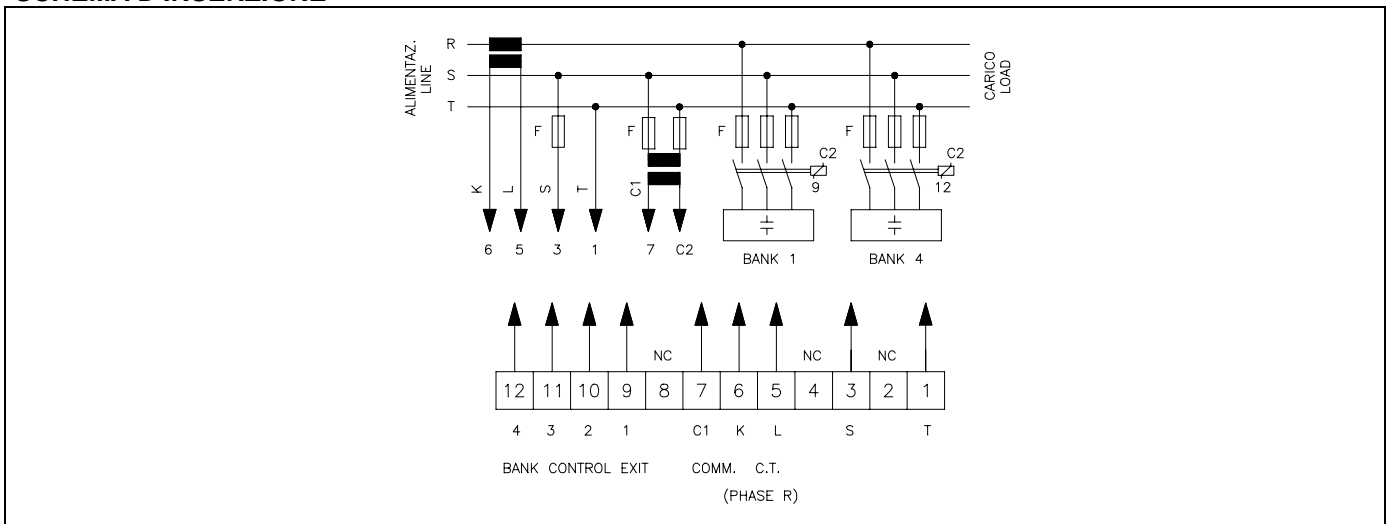 R
S
T
ALIMENTAZ.
LINE
CARICO
LOAD
F
F
F
F
C2
C2
9
12
K
L
S
T
C1
6
5
3
1
7
C2
BANK 1
BANK 4
NC
NC
NC
12 11 10 9 8 7 6 5 4 3 2 1
4 3 2 1 C1 K L S T
BANK CONTROL EXIT COMM. C.T.
(PHASE R)